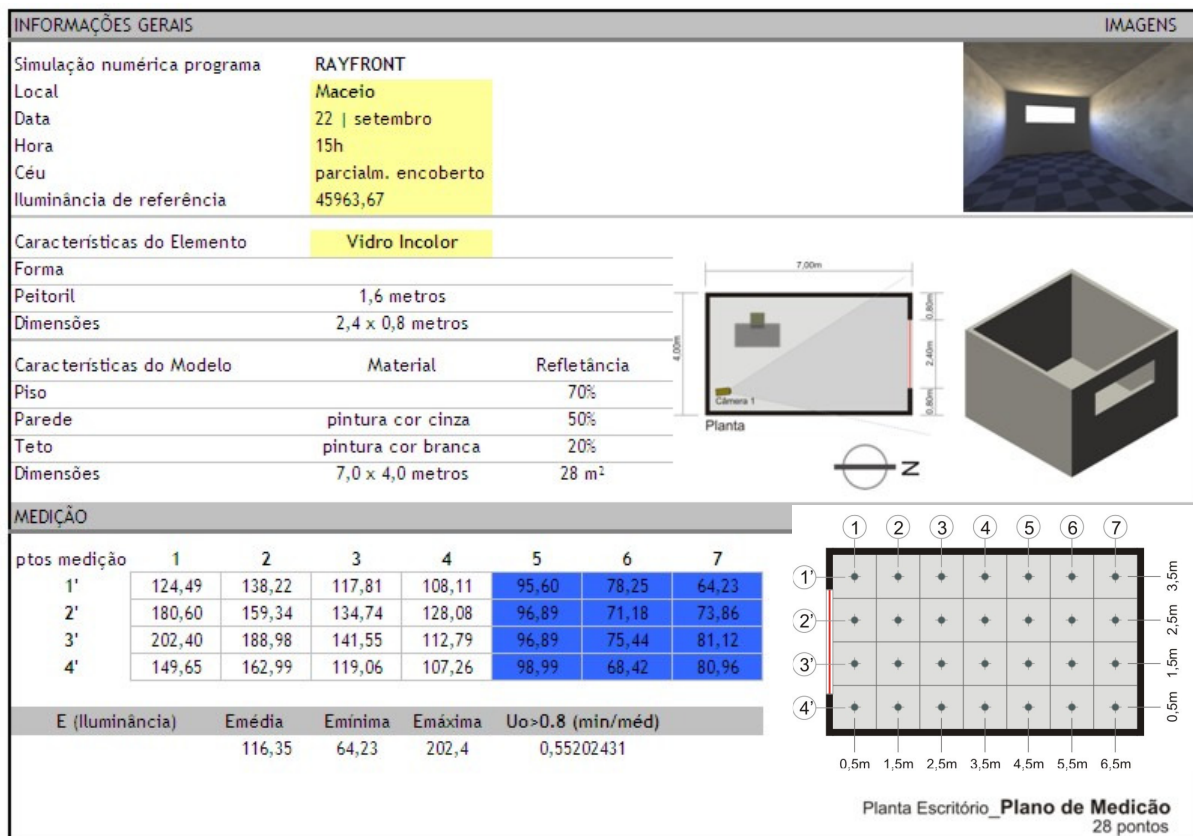 INFORMAÇÕES GERAIS IMAGENS
Simulação numérica programa RAYFRONT
Local Maceio
Data 22 | setembro
Hora 15h
Céu parcialm. encoberto
Iluminância de referência 45963,67
Características do Elemento Vidro Incolor
Forma
Peitoril 1,6 metros
Dimensões 2,4 x 0,8 metros
Características do Modelo Material Refletância
Piso 70%
Parede pintura cor cinza 50%
Teto pintura cor branca 20%
Dimensões 7,0 x 4,0 metros 28 m²
7,00m
4,00m
0,80m
2,40m
0,80m
Câmera 1
Planta
N
MEDIÇÃO
ptos medição 1 2 3 4 5 6 7
1' 124,49 138,22 117,81 108,11 95,60 78,25 64,23
2' 180,60 159,34 134,74 128,08 96,89 71,18 73,86
3' 202,40 188,98 141,55 112,79 96,89 75,44 81,12
4' 149,65 162,99 119,06 107,26 98,99 68,42 80,96
E (Iluminância) Emédia Emínima Emáxima Uo>0.8 (min/méd)
116,35 64,23 202,4 0,55202431
1 2 3 4 5 6 7
1' 3,5m
2' 2,5m
3' 1,5m
4' 0,5m
0,5m 1,5m 2,5m 3,5m 4,5m 5,5m 6,5m
Planta Escritório_Plano de Medicão
28 pontos